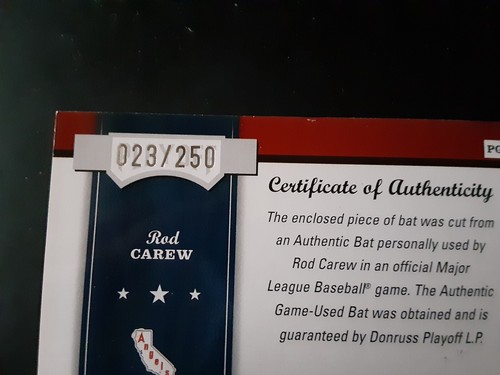 023/250
PG
Certificate of Authenticity
The enclosed piece of bat was cut from
an Authentic Bat personally used by
Rod Carew in an official Major
League Baseball® game. The Authentic
Game-Used Bat was obtained and is
guaranteed by Donruss Playoff L.P.
Rod
CAREW
Angels